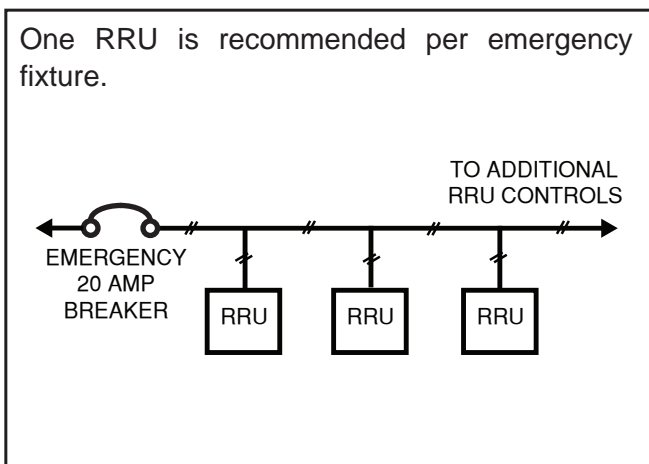 One RRU is recommended per emergency
fixture.
TO ADDITIONAL
RRU CONTROLS
EMERGENCY
20 AMP
BREAKER
RRU
RRU
RRU